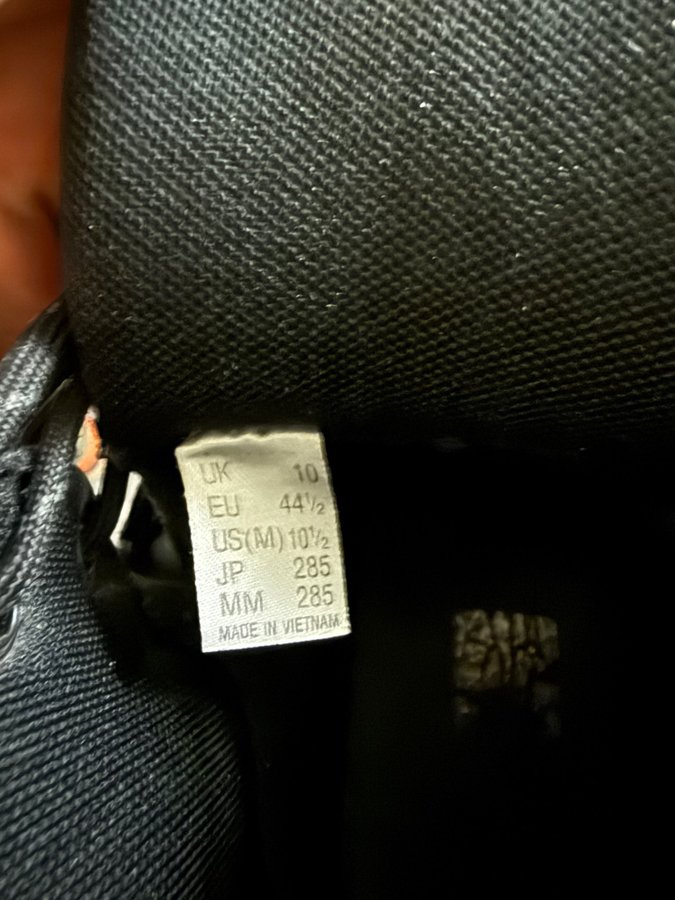 UK 10
EU 44½
US(M) 10½
JP 285
MM 285
MADE IN VIETNAM